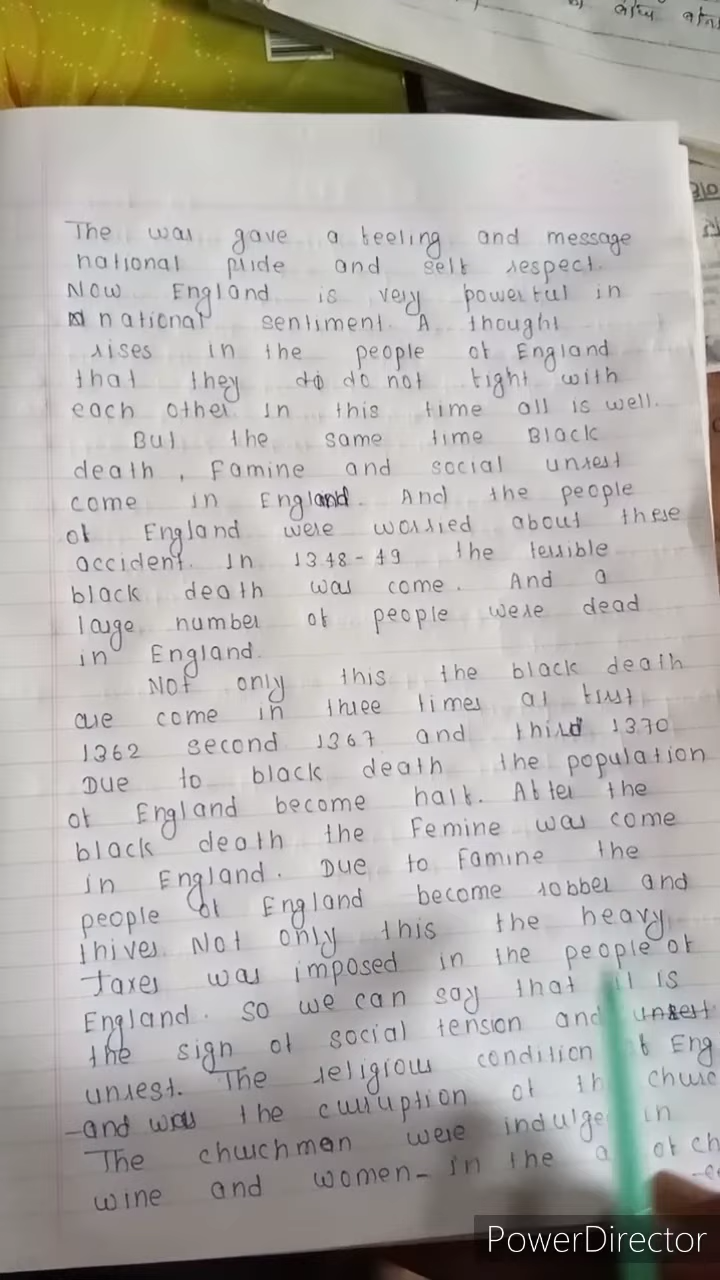 The was gave a feeling and message
national pride and self respect.
Now England is very powerful in
national sentiment. A thought
rises in the people of England
that they do do not fight with
each other. In this time all is well.
But the same time Black
death, Famine and social unrest
come in England. And the people
of England were worried about these
accident. In 1348-49 the terrible
black death was come. And a
large number of people were dead
in England.
Not only this the black death
are come in three times at first
1362 second 1367 and third 1370
Due to black death the population
of England become half. After the
black death the Femine was come
in England. Due to Famine the
people of England become robber and
thives. Not only this the heavy
Taxes was imposed in the people of
England. So we can say that it is
the sign of social tension and unrest
unrest. The religious condition of Eng
-and was the curruption of th churc
The churchman were indulge in
wine and women- in the of ch
PowerDirector